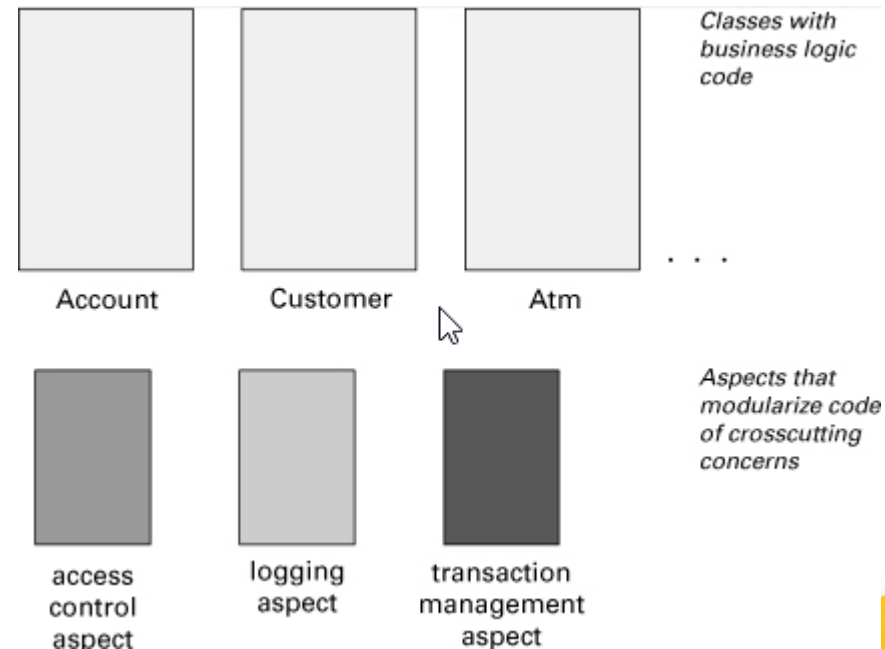 Classes with
business logic
code
. . .
Account
Customer
Atm
Aspects that
modularize code
of crosscutting
concerns
access
control
aspect
logging
aspect
transaction
management
aspect